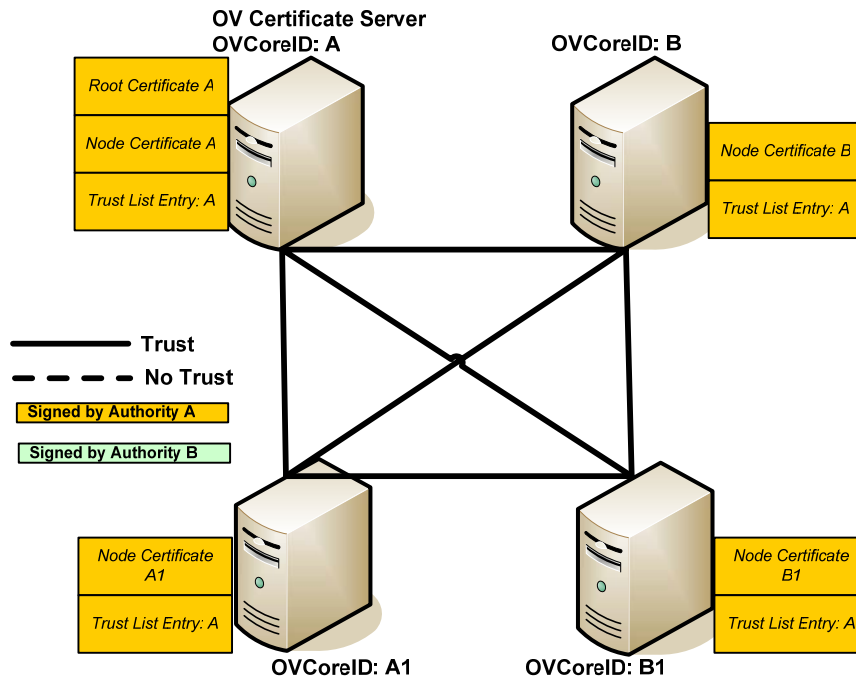 OV Certificate Server
OVCoreID: A
OVCoreID: B
Root Certificate A
Node Certificate A
Trust List Entry: A
Node Certificate B
Trust List Entry: A
Trust
No Trust
Signed by Authority A
Signed by Authority B
Node Certificate
A1
Trust List Entry: A
Node Certificate
B1
Trust List Entry: A
OVCoreID: A1
OVCoreID: B1